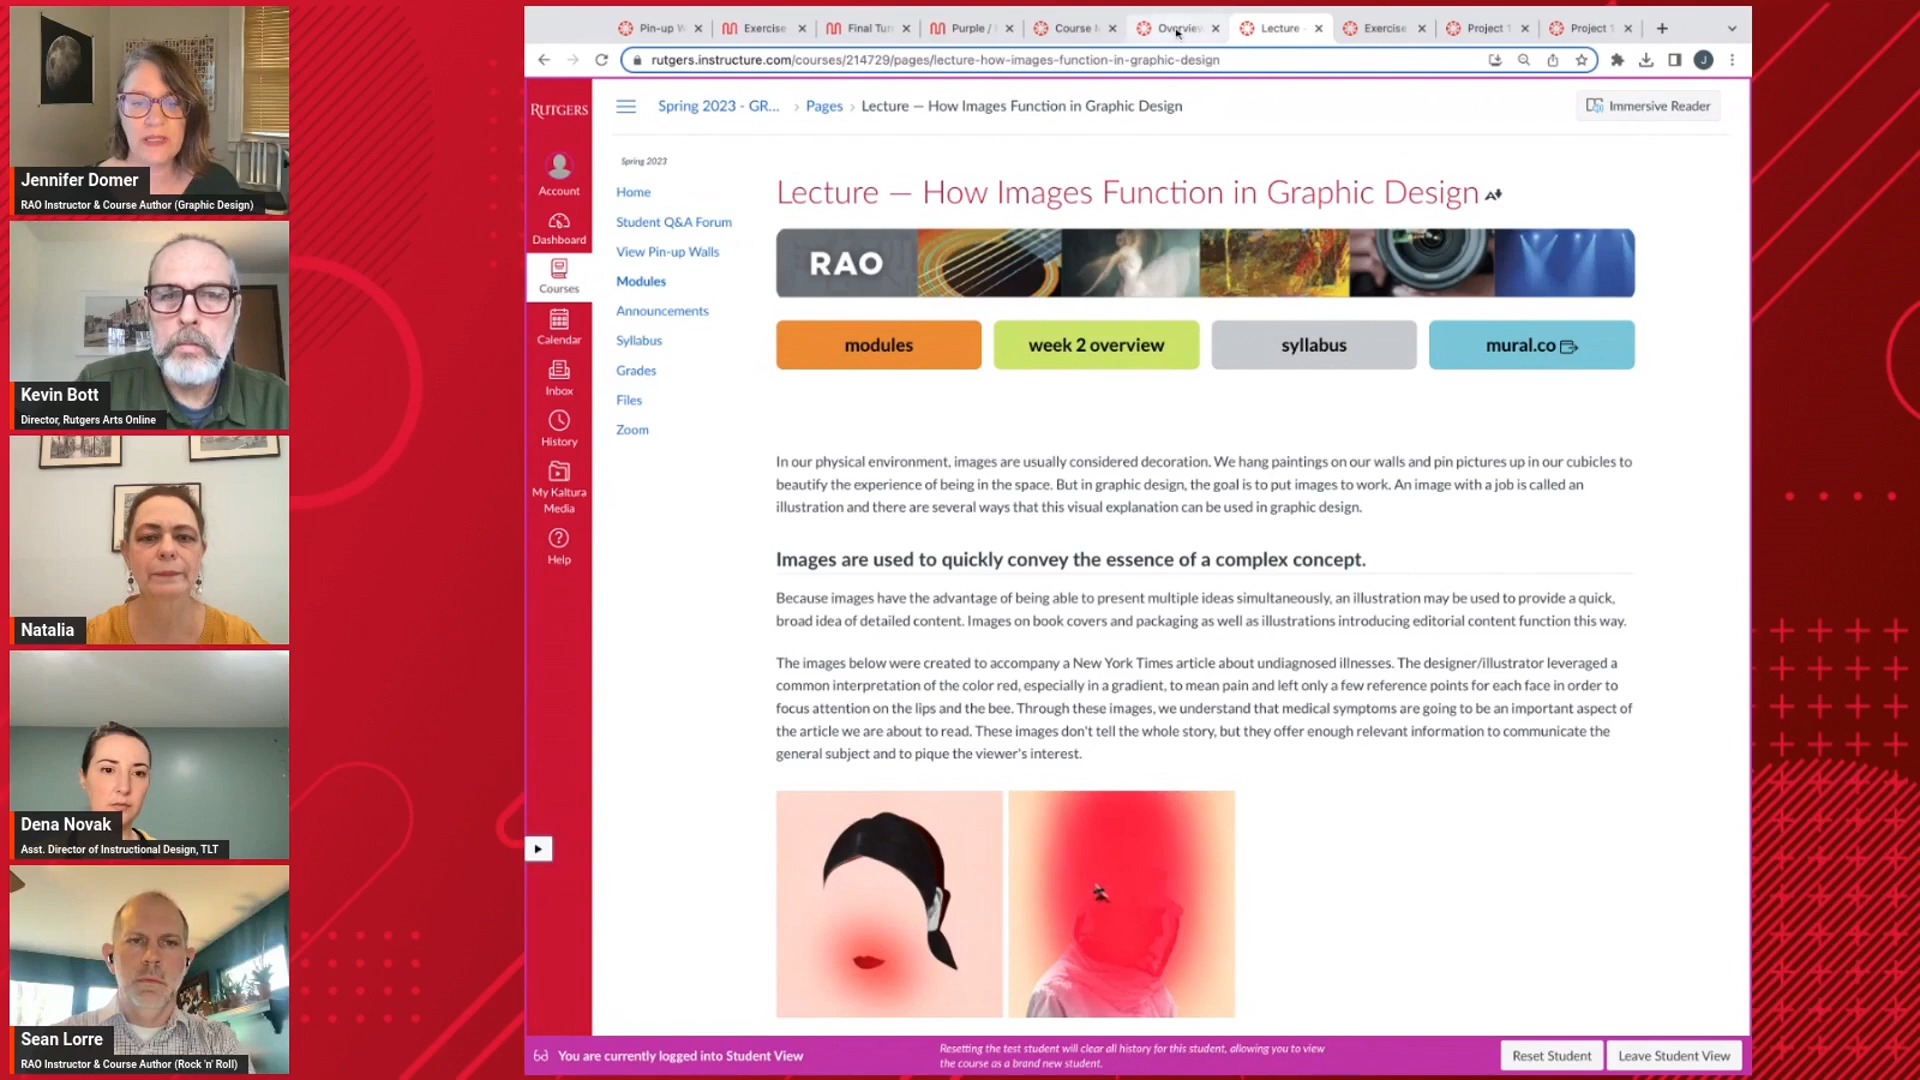 Jennifer Domer
RAO Instructor & Course Author (Graphic Design)
Kevin Bott
Director, Rutgers Arts Online
Natalia
Dena Novak
Asst. Director of Instructional Design, TLT
Sean Lorre
RAO Instructor & Course Author (Rock 'n' Roll)
Pin-up
Exercise
Final
Purple /
Course
Overview
Lecture -
Exercise
Project
Project
rutgers.instructure.com/courses/214729/pages/lecture-how-images-function-in-graphic-design
J
RUTGERS
Account
Dashboard
Courses
Calendar
Inbox
History
My Kaltura
Media
Help
Spring 2023 - GR... › Pages › Lecture — How Images Function in Graphic Design
Immersive Reader
Spring 2023
Home
Student Q&A Forum
View Pin-up Walls
Modules
Announcements
Syllabus
Grades
Files
Zoom
Lecture — How Images Function in Graphic Design
RAO
modules
week 2 overview
syllabus
mural.co
In our physical environment, images are usually considered decoration. We hang paintings on our walls and pin pictures up in our cubicles to
beautify the experience of being in the space. But in graphic design, the goal is to put images to work. An image with a job is called an
illustration and there are several ways that this visual explanation can be used in graphic design.
Images are used to quickly convey the essence of a complex concept.
Because images have the advantage of being able to present multiple ideas simultaneously, an illustration may be used to provide a quick,
broad idea of detailed content. Images on book covers and packaging as well as illustrations introducing editorial content function this way.
The images below were created to accompany a New York Times article about undiagnosed illnesses. The designer/illustrator leveraged a
common interpretation of the color red, especially in a gradient, to mean pain and left only a few reference points for each face in order to
focus attention on the lips and the bee. Through these images, we understand that medical symptoms are going to be an important aspect of
the article we are about to read. These images don't tell the whole story, but they offer enough relevant information to communicate the
general subject and to pique the viewer's interest.
You are currently logged into Student View
Resetting the test student will clear all history for this student, allowing you to view
the course as a brand new student.
Reset Student
Leave Student View